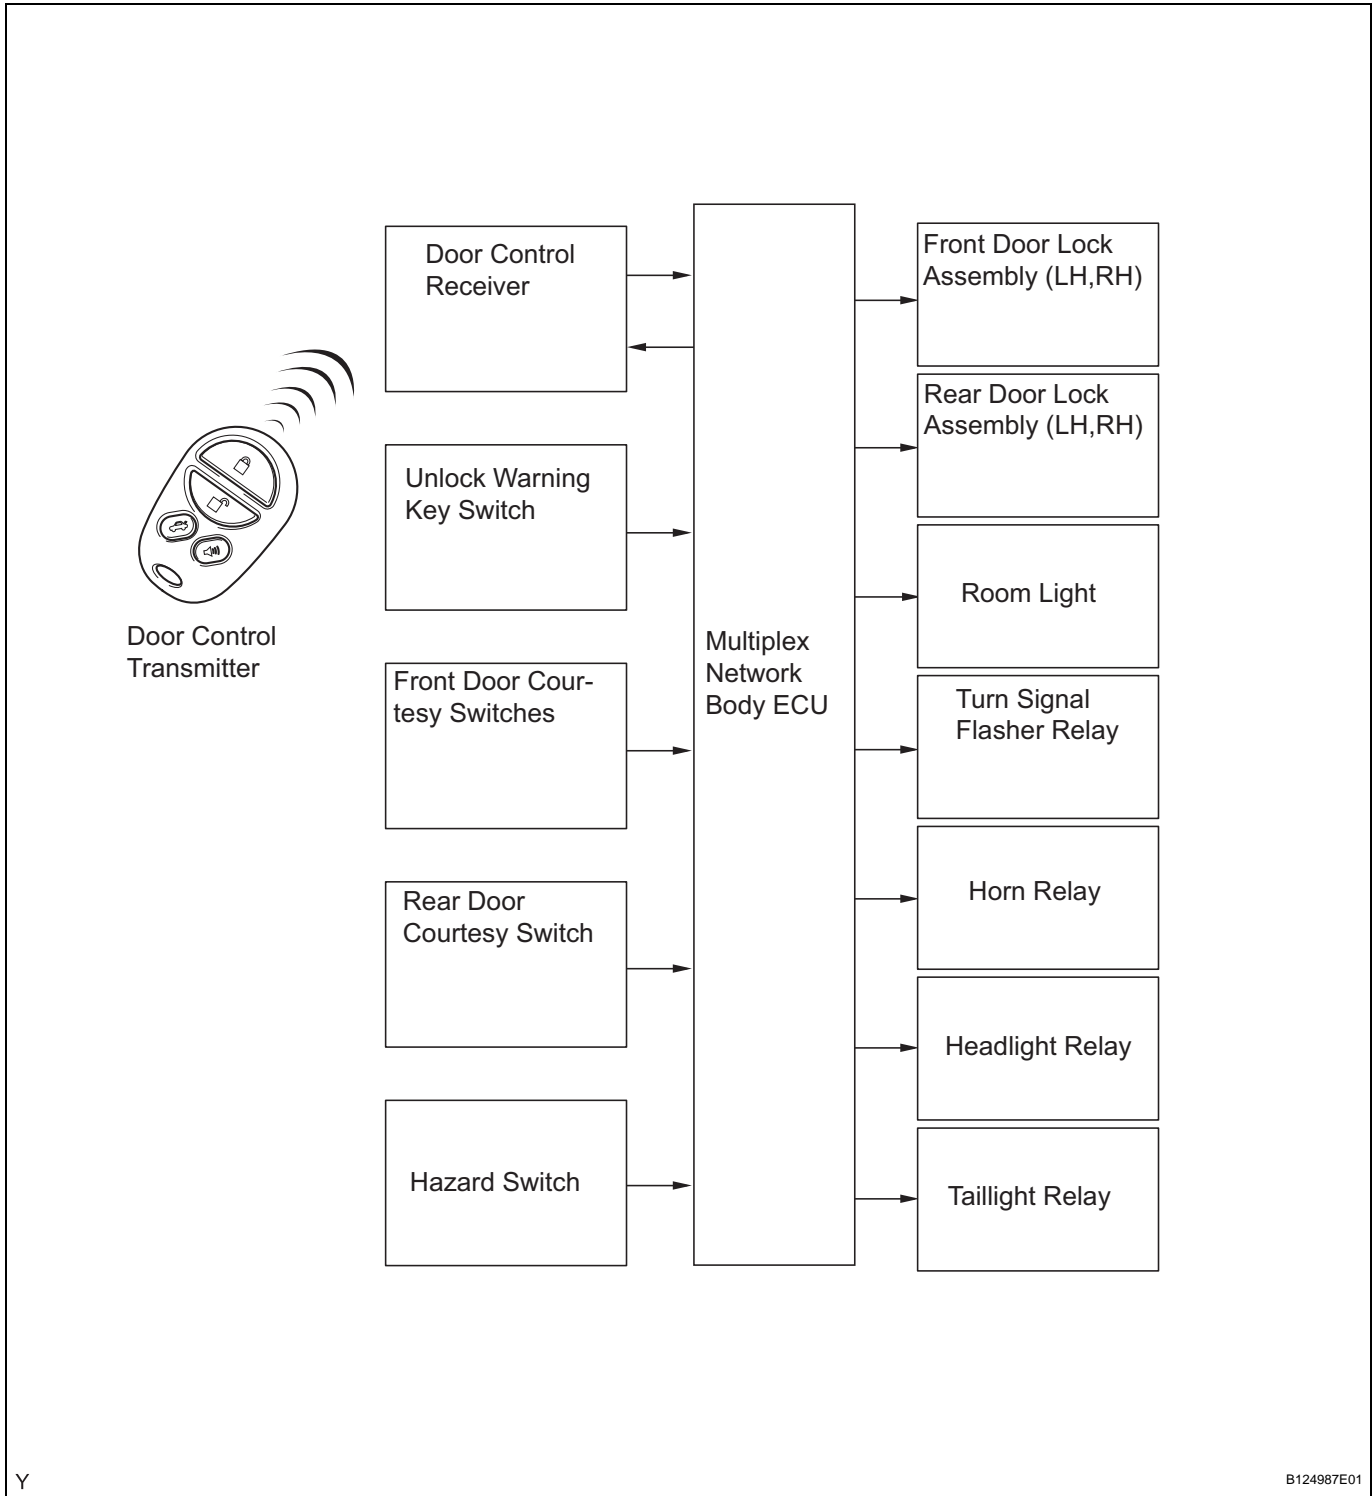 Door Control
Transmitter
Door Control
Receiver
Unlock Warning
Key Switch
Front Door Cour-
tesy Switches
Rear Door
Courtesy Switch
Hazard Switch
Multiplex
Network
Body ECU
Front Door Lock
Assembly (LH,RH)
Rear Door Lock
Assembly (LH,RH)
Room Light
Turn Signal
Flasher Relay
Horn Relay
Headlight Relay
Taillight Relay
Y
B124987E01